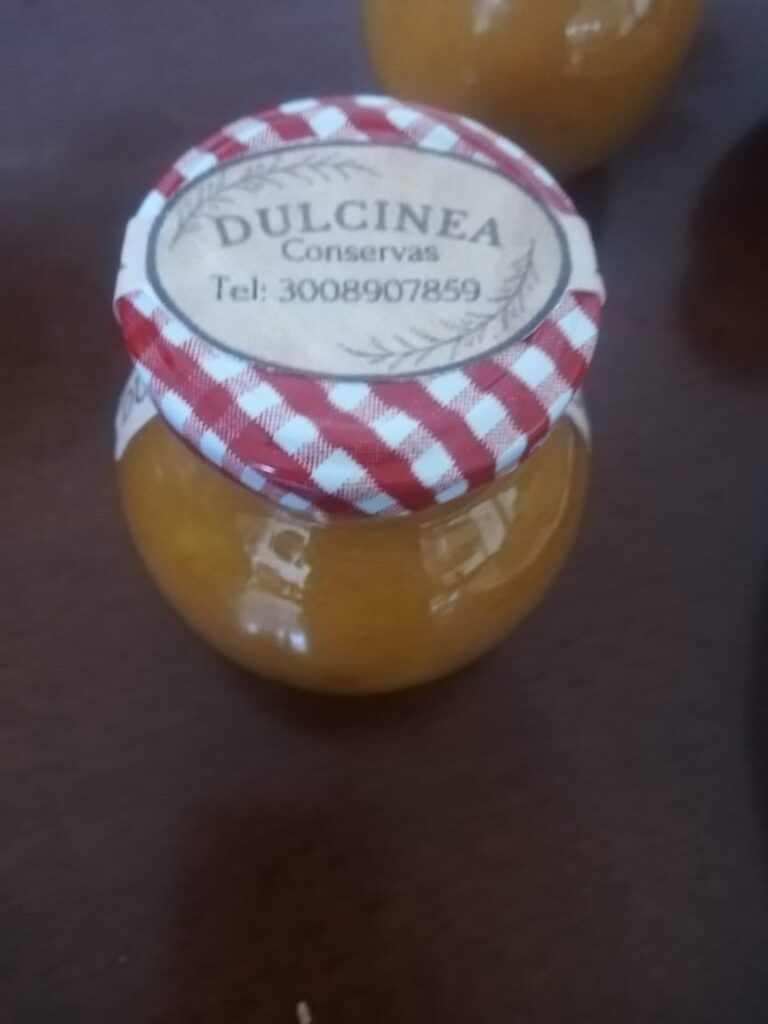 DULCINEA
Conservas
Tel: 3008907859